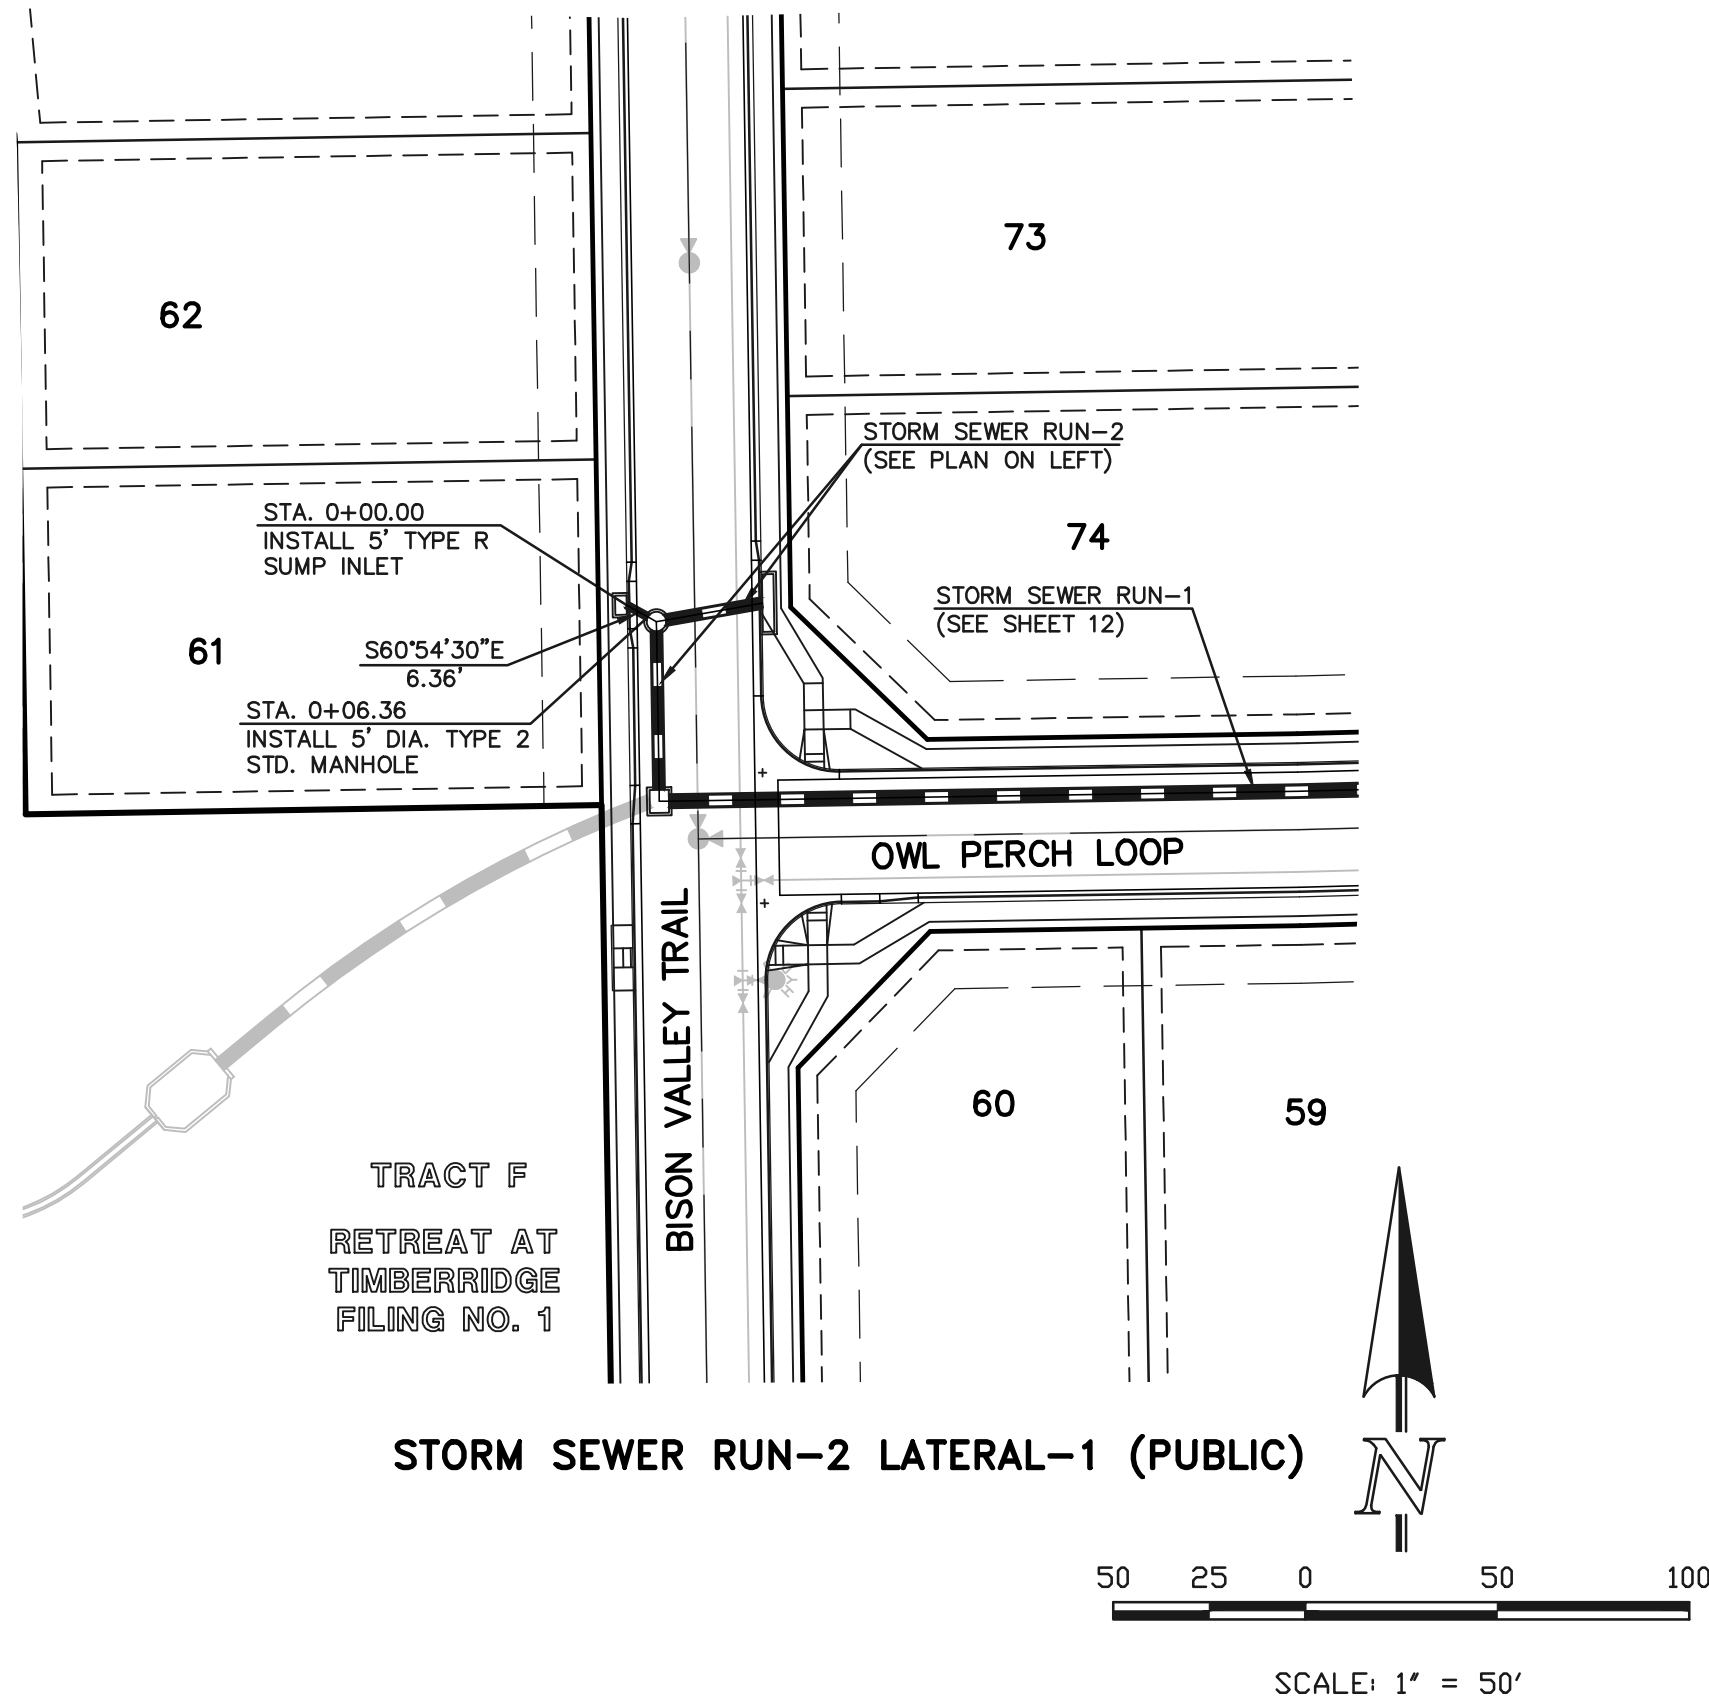 73
62
STORM SEWER RUN-2
(SEE PLAN ON LEFT)
STA. 0+00.00
INSTALL 5' TYPE R
SUMP INLET
74
STORM SEWER RUN-1
(SEE SHEET 12)
61
S60°54'30"E
6.36'
STA. 0+06.36
INSTALL 5' DIA. TYPE 2
STD. MANHOLE
OWL PERCH LOOP
BISON VALLEY TRAIL
HYD
60
59
TRACT F
RETREAT AT
TIMBERRIDGE
FILING NO. 1
STORM SEWER RUN-2 LATERAL-1 (PUBLIC)
N
50 25 0 50 100
SCALE: 1" = 50'